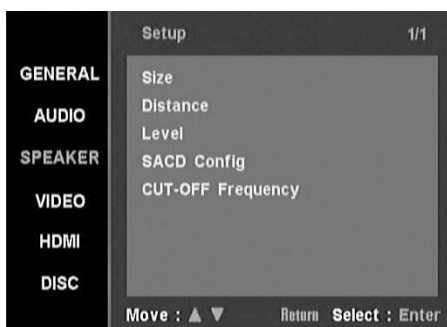 Setup 1/1
GENERAL
AUDIO
SPEAKER
VIDEO
HDMI
DISC
Size
Distance
Level
SACD Config
CUT-OFF Frequency
Move : ▲ ▼ Return Select : Enter